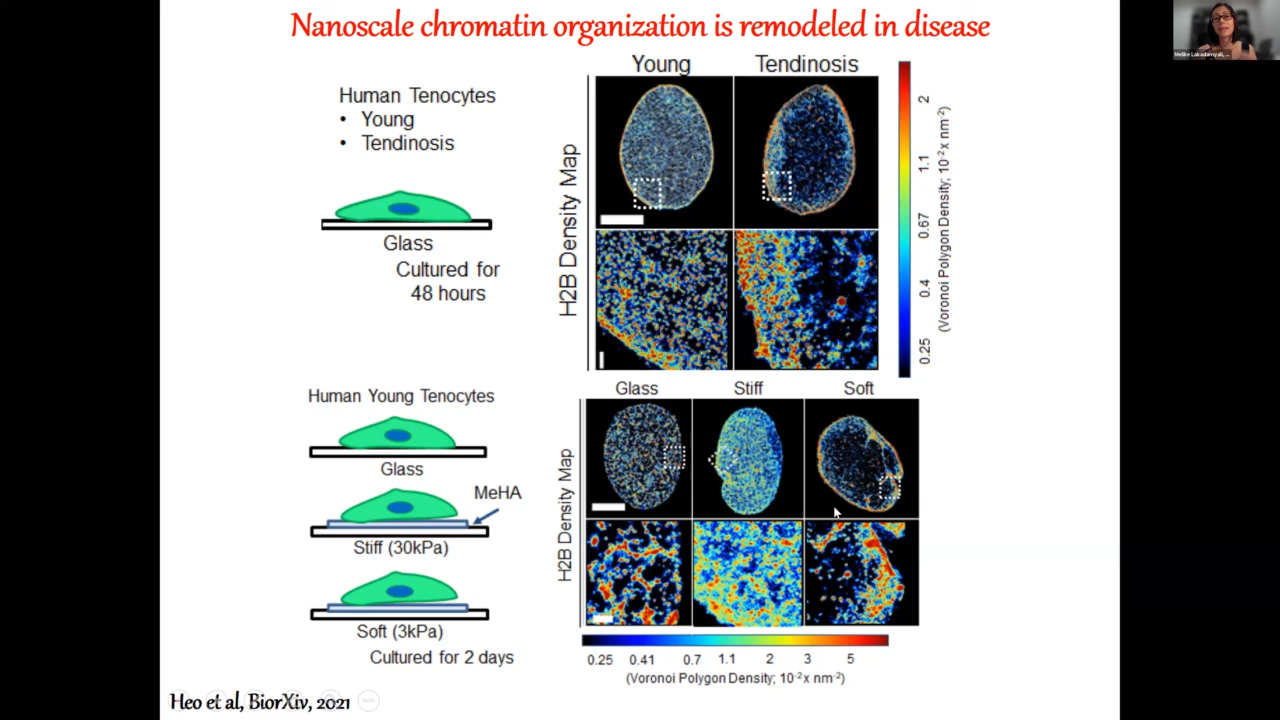 Nanoscale chromatin organization is remodeled in disease
Melike Lakadamyali, ...
Human Tenocytes
• Young
• Tendinosis
Glass
Cultured for
48 hours
Young
Tendinosis
H2B Density Map
2
1.1
0.67
0.4
0.25
(Voronoi Polygon Density; 10⁻² x nm⁻²)
Human Young Tenocytes
Glass
MeHA
Stiff (30kPa)
Soft (3kPa)
Cultured for 2 days
Glass
Stiff
Soft
H2B Density Map
0.25 0.41 0.7 1.1 2 3 5
(Voronoi Polygon Density; 10⁻² x nm⁻²)
Heo et al, BiorXiv, 2021